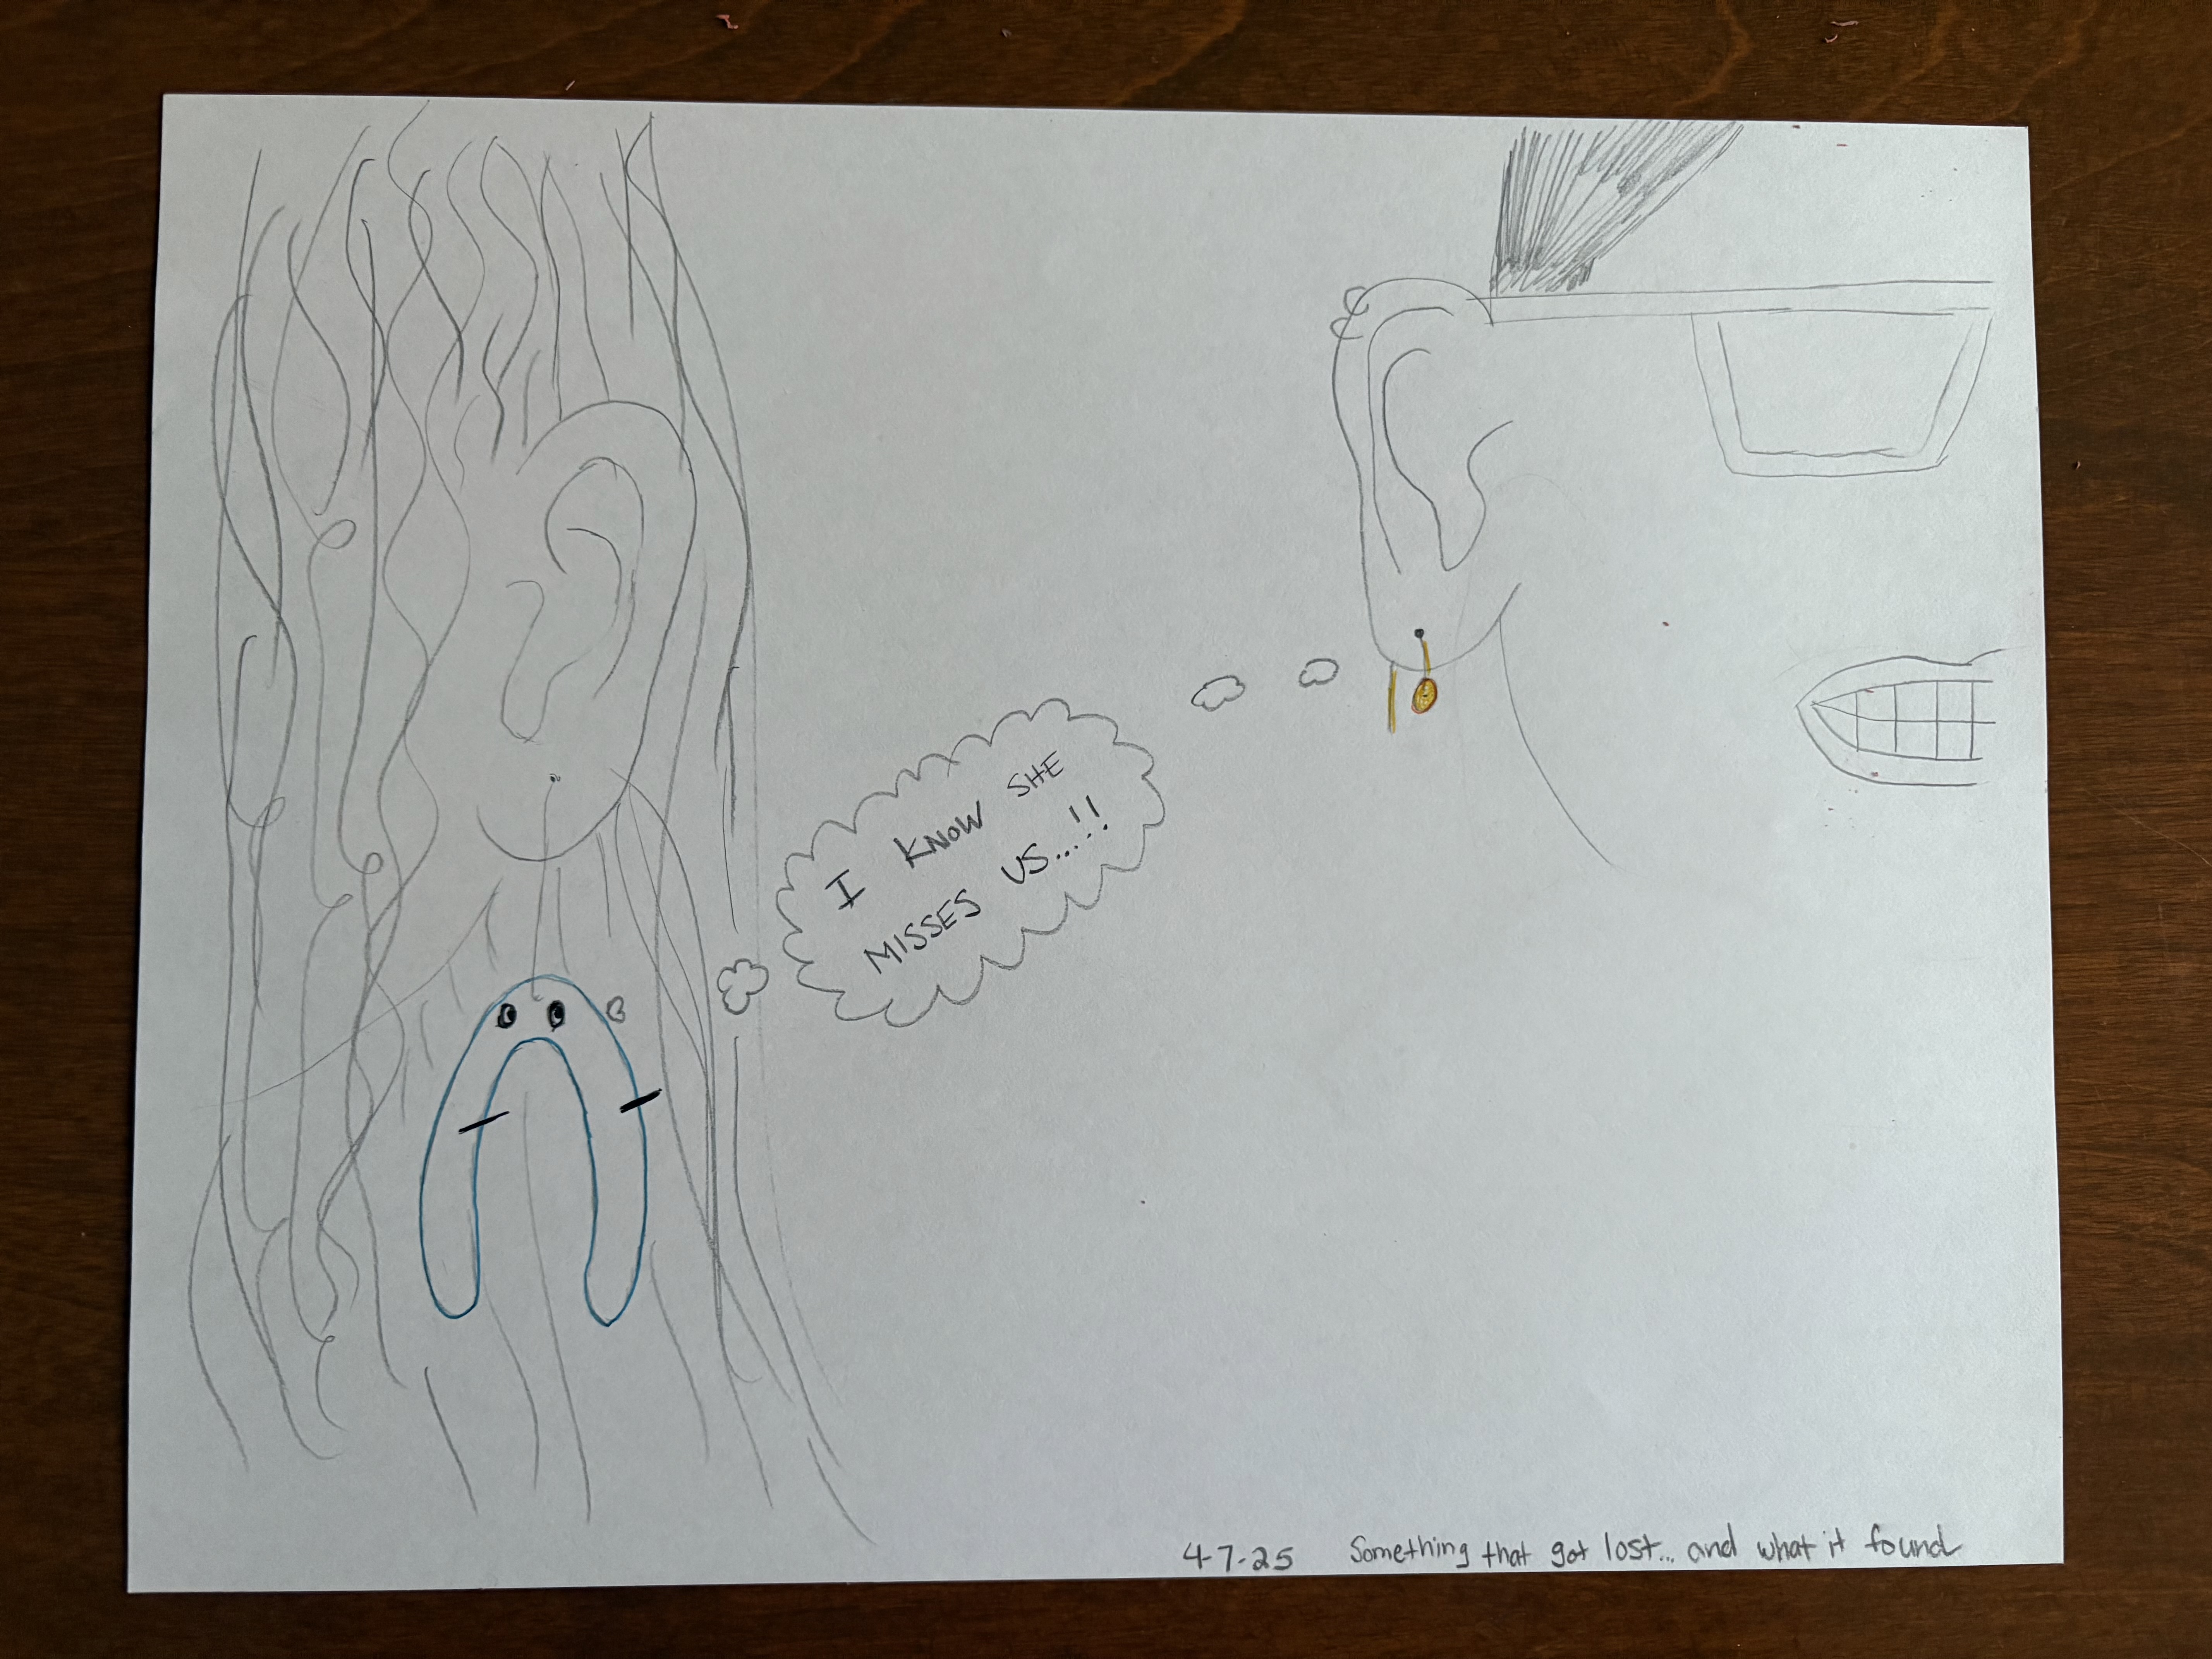 I KNOW SHE
MISSES US...!!
4-7-25 Something that got lost... and what it found